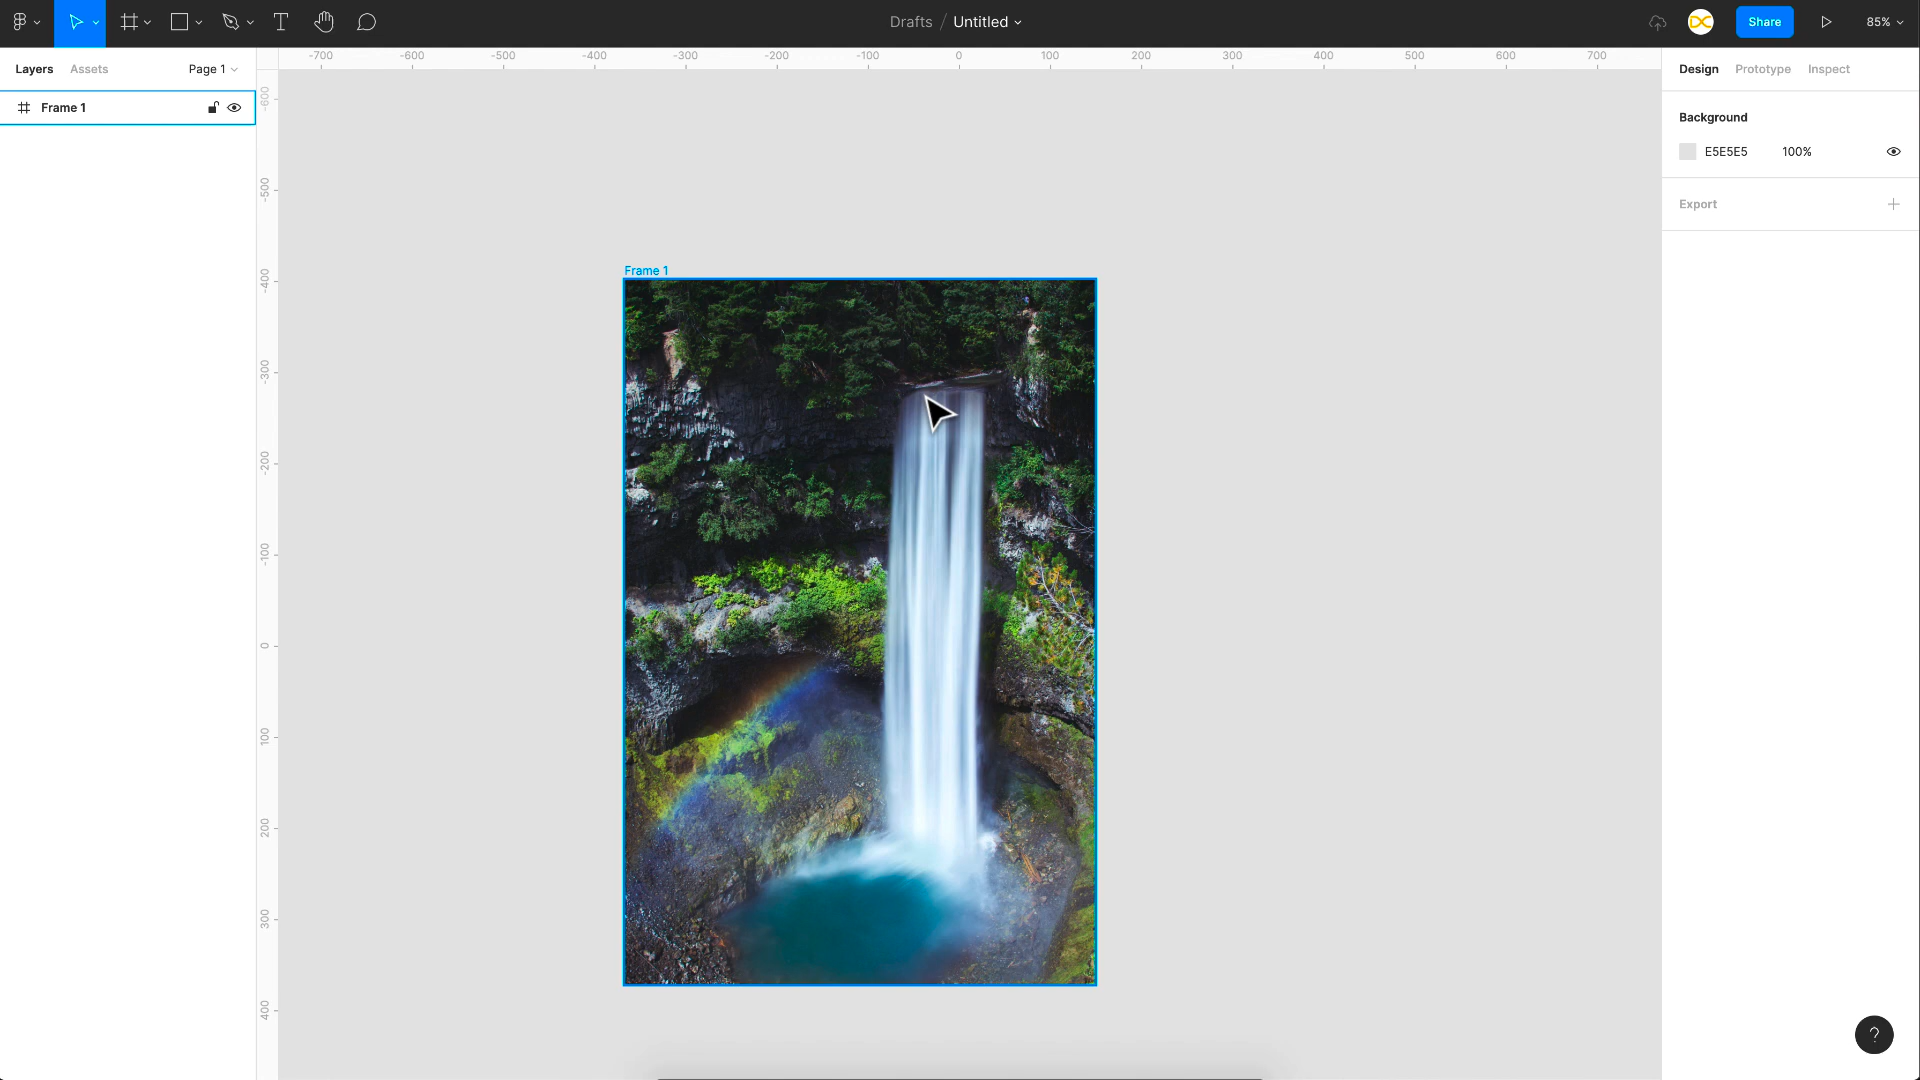 Drafts / Untitled
Share
85%
Layers
Assets
Page 1
-700 -600 -500 -400 -300 -200 -100 0 100 200 300 400 500 600 700
Design
Prototype
Inspect
Frame 1
Background
E5E5E5
100%
Export
Frame 1
-600
-500
-400
-300
-200
-100
0
100
200
300
400
?